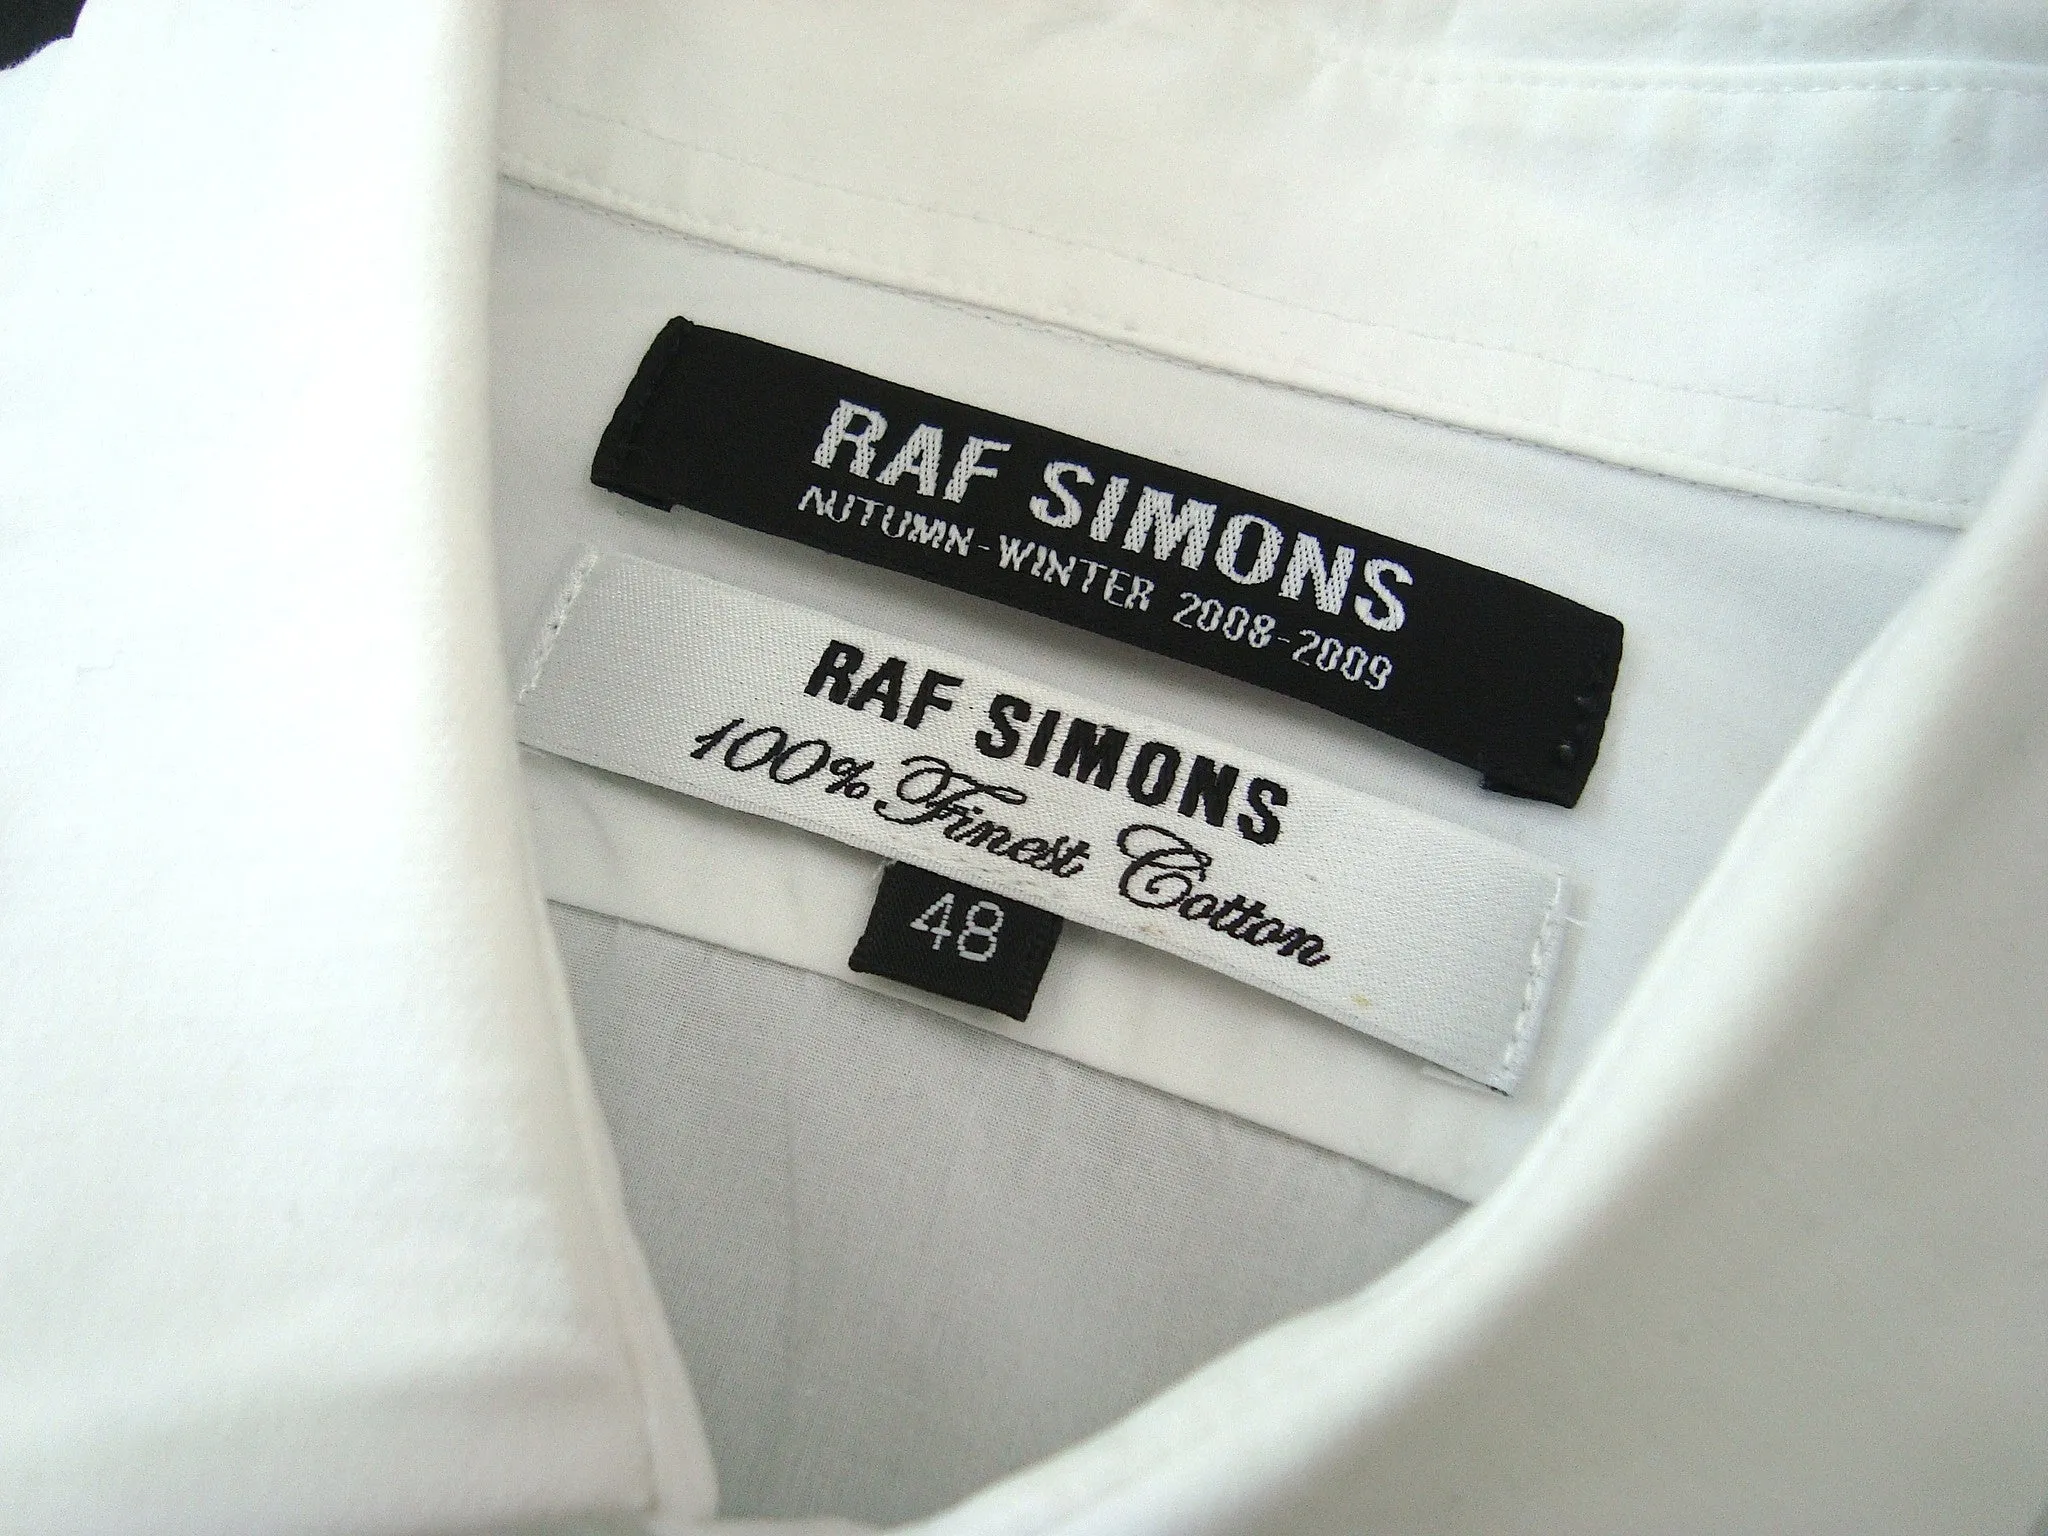 RAF SIMONS
AUTUMN-WINTER 2008-2009
RAF SIMONS
100% Finest Cotton
48